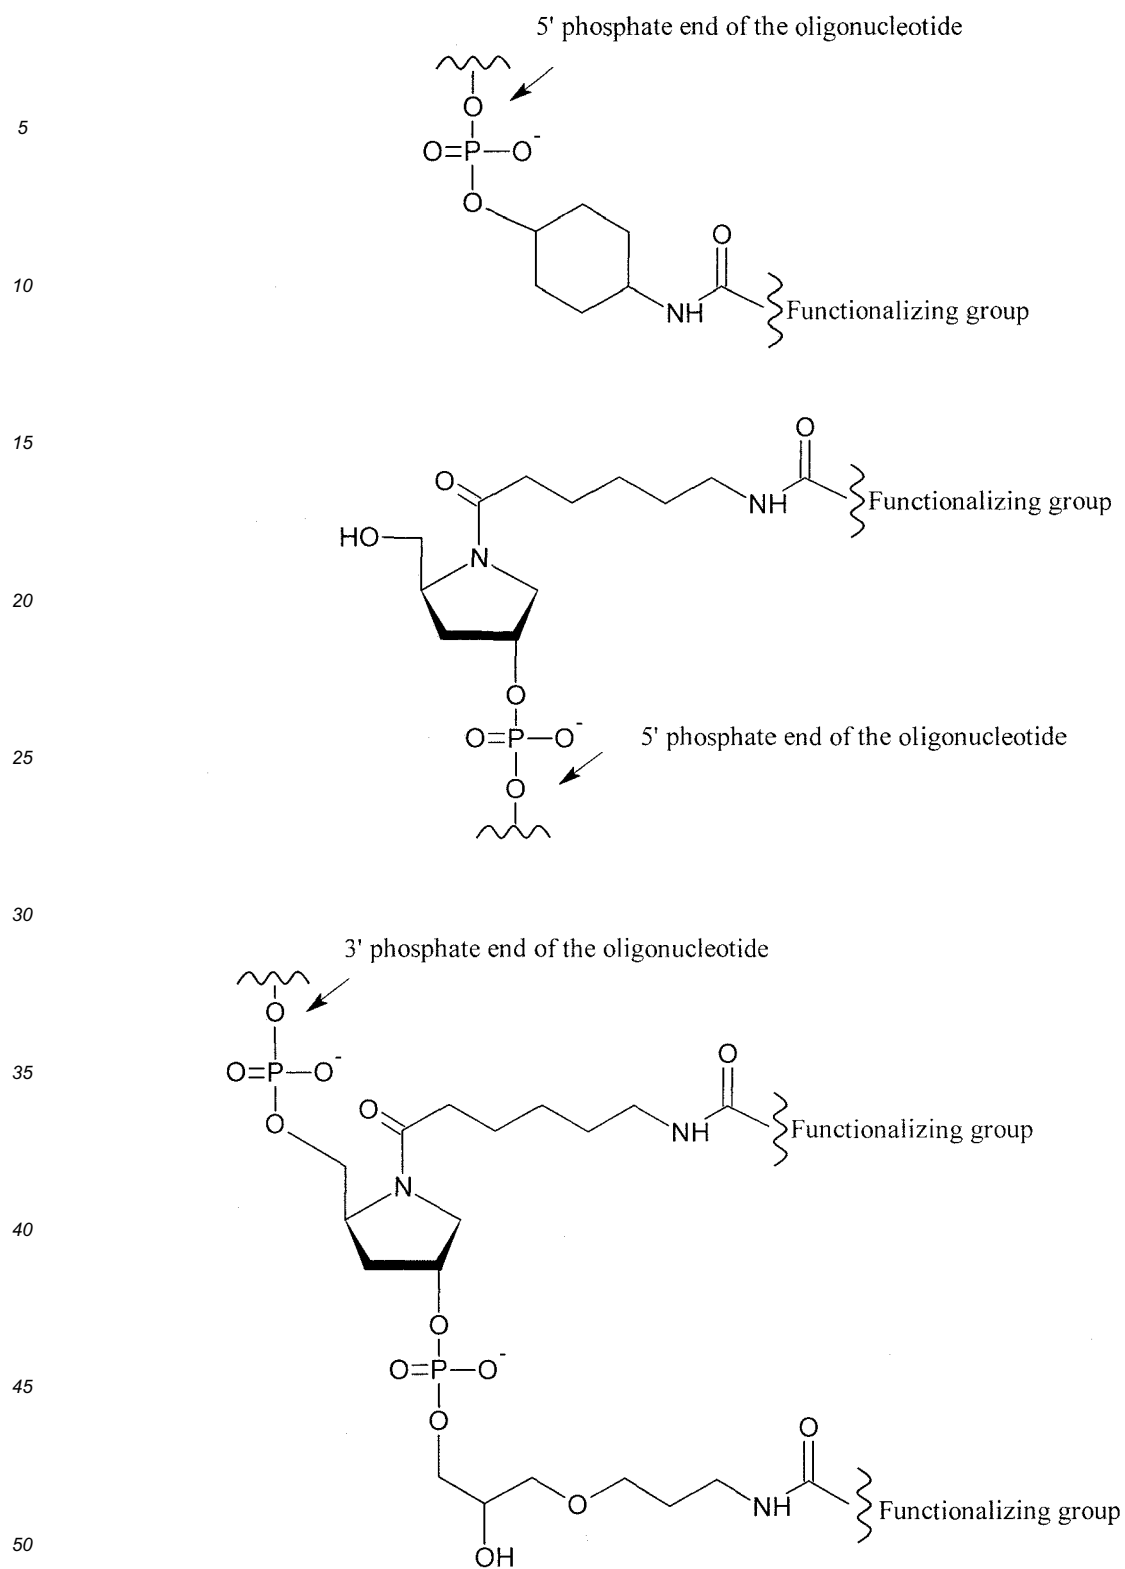 5' phosphate end of the oligonucleotide
O
5
O=P—O-
O
O
10
NH
Functionalizing group
15
O
O
NH
Functionalizing group
HO
N
20
O
O=P—O-
5' phosphate end of the oligonucleotide
25
O
30
3' phosphate end of the oligonucleotide
O
O
35
O=P—O-
O
O
NH
Functionalizing group
N
40
O
O=P—O-
45
O
O
O
NH
Functionalizing group
50
OH